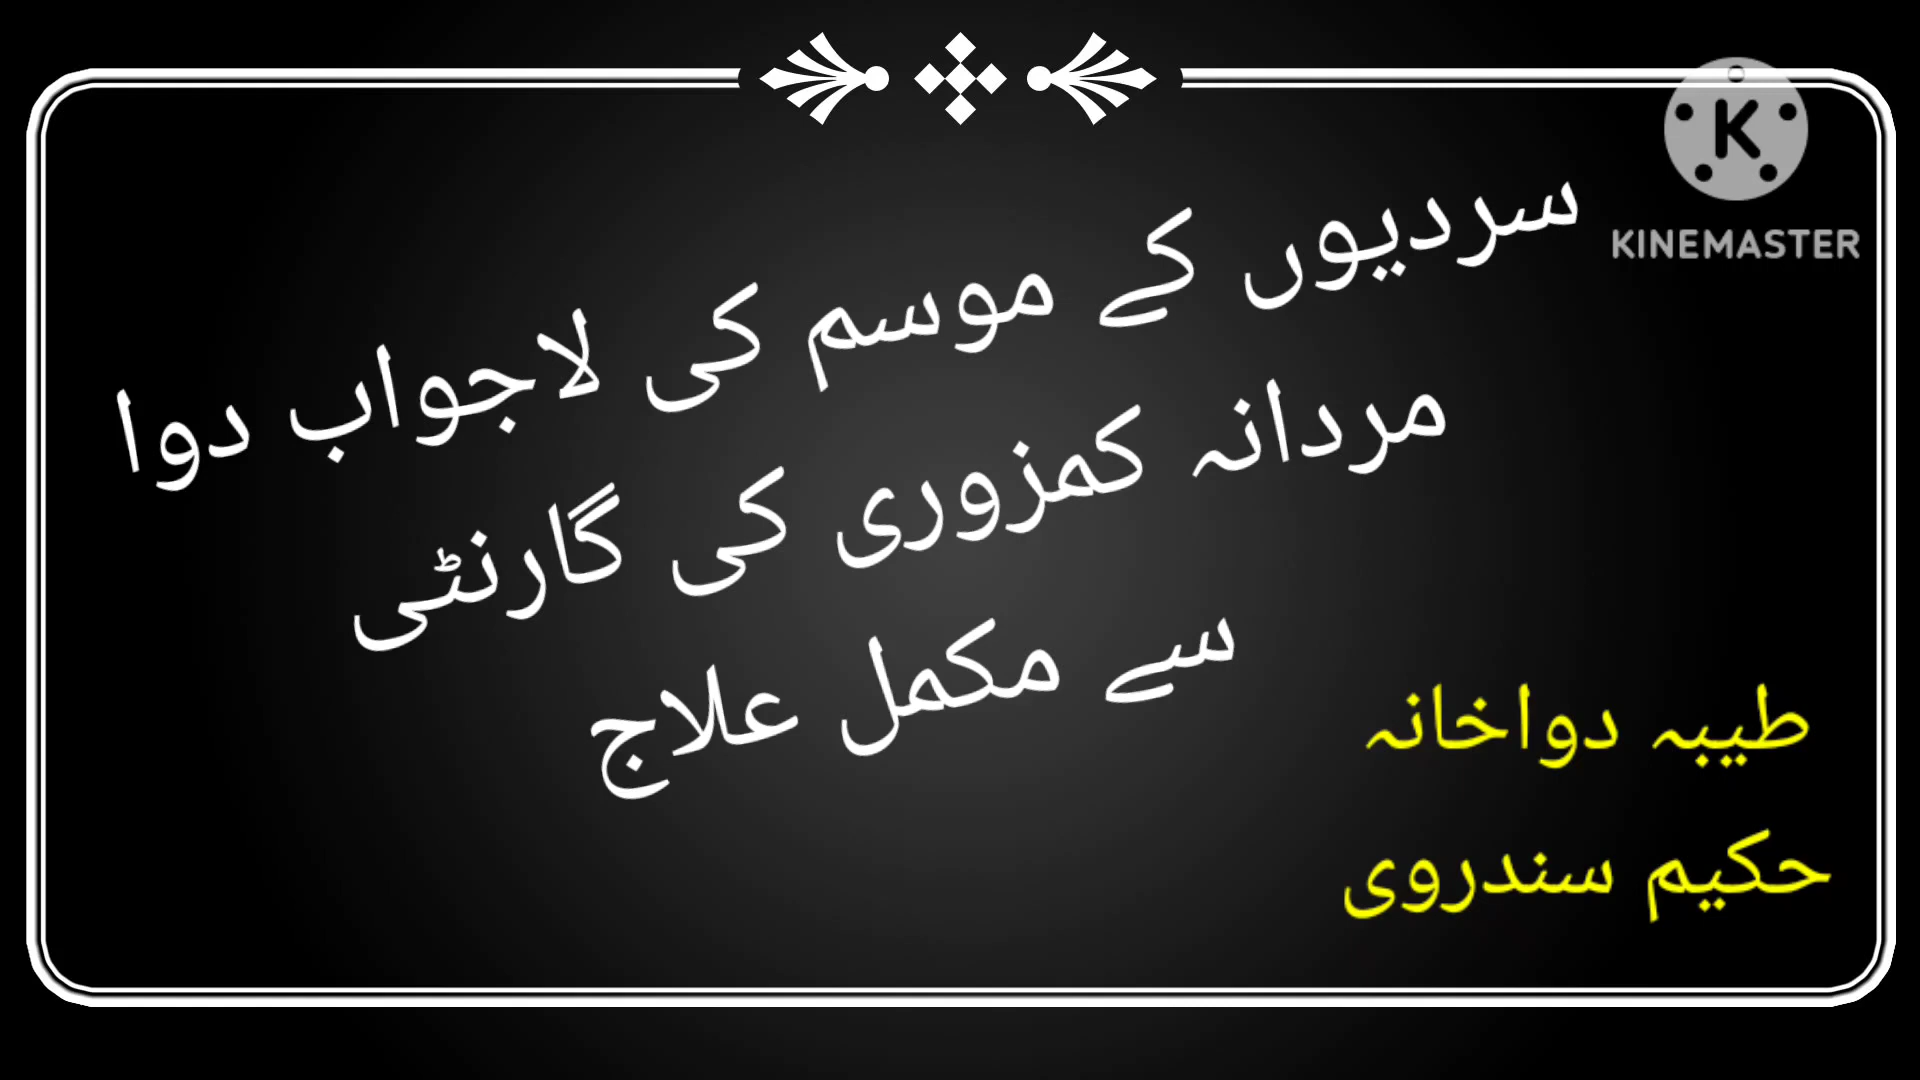 سردیوں کے موسم کی لاجواب دوا
مردانہ کمزوری کی گارنٹی
سے مکمل علاج
طیبہ دواخانہ
حکیم سندروی
K
KINEMASTER